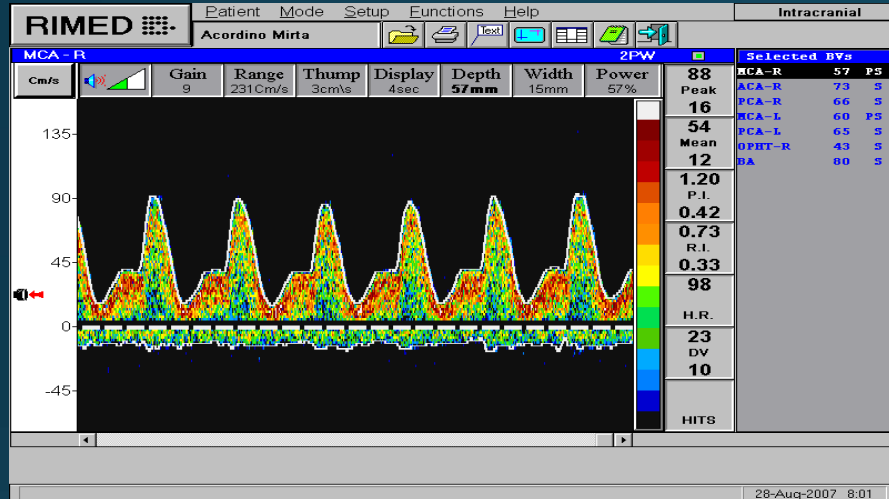 RIMED
Patient Mode Setup Functions Help
Intracranial
Acordino Mirta
Text
MCA - R
2PW
Selected BVs
Cm/s
Gain 9
Range 231Cm/s
Thump 3cm\s
Display 4sec
Depth 57mm
Width 15mm
Power 57%
88
Peak
16
54
Mean
12
1.20
P.I.
0.42
0.73
R.I.
0.33
98
H.R.
23
DV
10
HITS
MCA-R 57 PS
ACA-R 73 S
PCA-R 66 S
MCA-L 60 PS
PCA-L 65 S
OPHT-R 43 S
BA 80 S
135
90
45
0
-45
28-Aug-2007 8:01